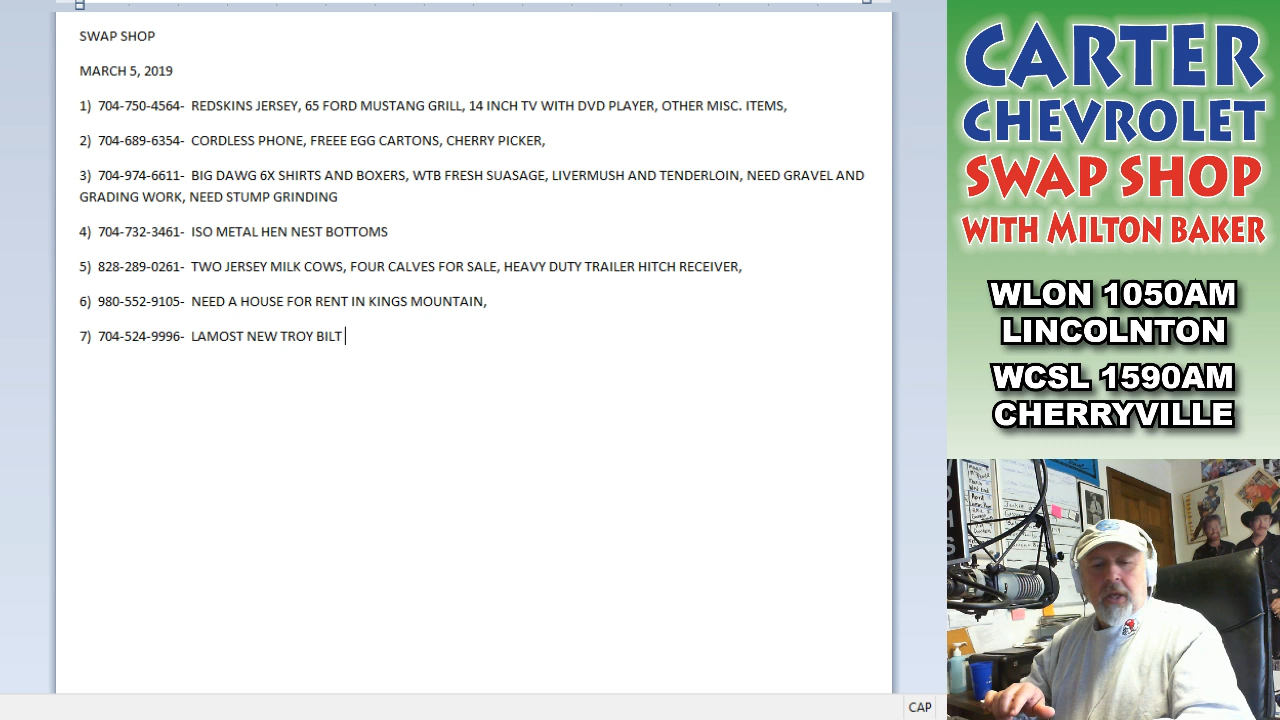 SWAP SHOP
MARCH 5, 2019
1) 704-750-4564- REDSKINS JERSEY, 65 FORD MUSTANG GRILL, 14 INCH TV WITH DVD PLAYER, OTHER MISC. ITEMS,
2) 704-689-6354- CORDLESS PHONE, FREEE EGG CARTONS, CHERRY PICKER,
3) 704-974-6611- BIG DAWG 6X SHIRTS AND BOXERS, WTB FRESH SUASAGE, LIVERMUSH AND TENDERLOIN, NEED GRAVEL AND
GRADING WORK, NEED STUMP GRINDING
4) 704-732-3461- ISO METAL HEN NEST BOTTOMS
5) 828-289-0261- TWO JERSEY MILK COWS, FOUR CALVES FOR SALE, HEAVY DUTY TRAILER HITCH RECEIVER,
6) 980-552-9105- NEED A HOUSE FOR RENT IN KINGS MOUNTAIN,
7) 704-524-9996- LAMOST NEW TROY BILT
CAP
CARTER
CHEVROLET
SWAP SHOP
WITH MILTON BAKER
WLON 1050AM
LINCOLNTON
WCSL 1590AM
CHERRYVILLE